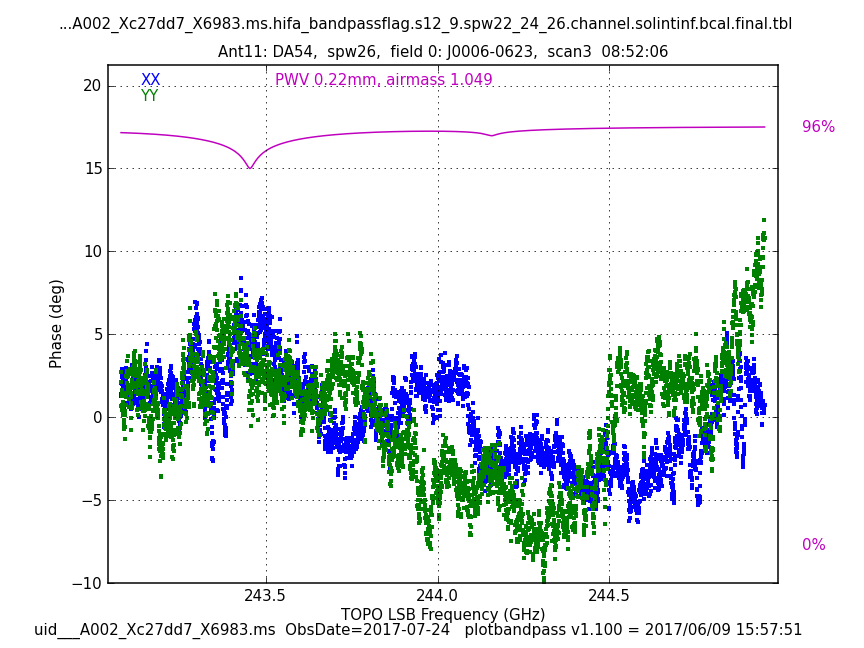 ...A002_Xc27dd7_X6983.ms.hifa_bandpassflag.s12_9.spw22_24_26.channel.solintinf.bcal.final.tbl
Ant11: DA54, spw26, field 0: J0006-0623, scan3 08:52:06
XX
YY
PWV 0.22mm, airmass 1.049
96%
0%
Phase (deg)
20
15
10
5
0
−5
−10
243.5
244.0
244.5
TOPO LSB Frequency (GHz)
uid___A002_Xc27dd7_X6983.ms ObsDate=2017-07-24 plotbandpass v1.100 = 2017/06/09 15:57:51